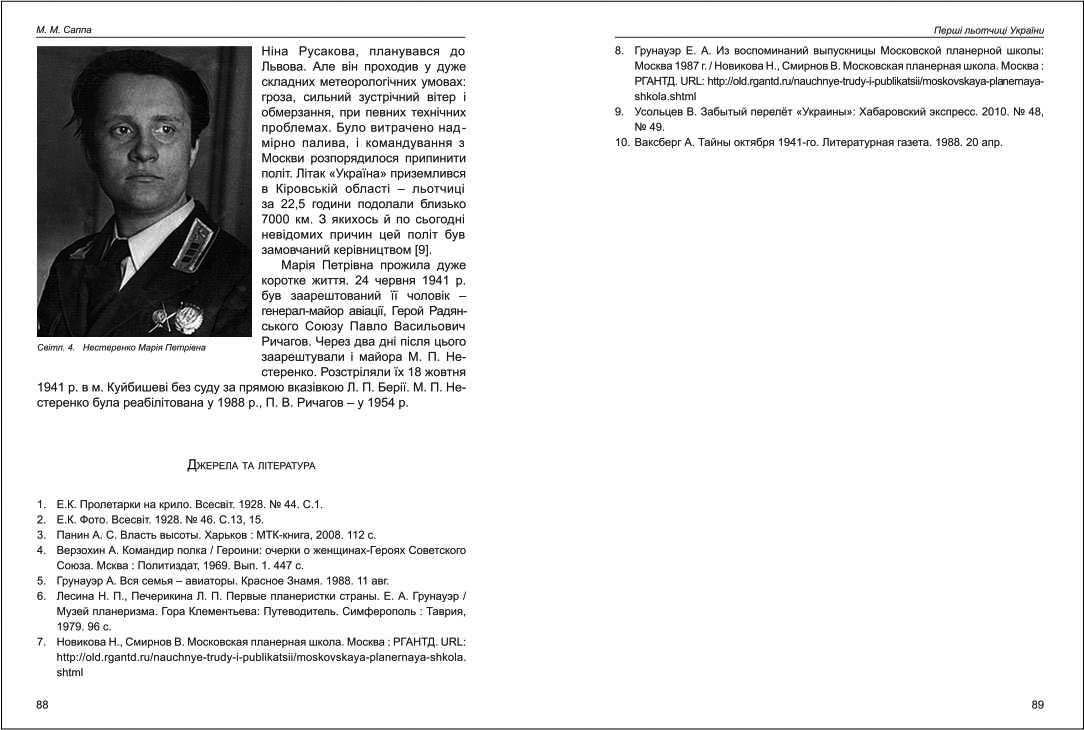 М. М. Саппа
Ніна Русакова, планувався до
Львова. Але він проходив у дуже
складних метеорологічних умовах:
гроза, сильний зустрічний вітер і
обмерзання, при певних технічних
проблемах. Було витрачено над-
мірно палива, і командування з
Москви розпорядилося припинити
політ. Літак «Україна» приземлився
в Кіровській області – льотчиці
за 22,5 години подолали близько
7000 км. З якихось й по сьогодні
невідомих причин цей політ був
замовчаний керівництвом [9].
Марія Петрівна прожила дуже
коротке життя. 24 червня 1941 р.
був заарештований її чоловік –
генерал-майор авіації, Герой Радян-
ського Союзу Павло Васильович
Ричагов. Через два дні після цього
заарештували і майора М. П. Не-
стеренко. Розстріляли їх 18 жовтня
1941 р. в м. Куйбишеві без суду за прямою вказівкою Л. П. Берії. М. П. Не-
стеренко була реабілітована у 1988 р., П. В. Ричагов – у 1954 р.
Світл. 4. Нестеренко Марія Петрівна
Джерела та література
1. Е.К. Пролетарки на крило. Всесвіт. 1928. № 44. С.1.
2. Е.К. Фото. Всесвіт. 1928. № 46. С.13, 15.
3. Панин А. С. Власть высоты. Харьков : МТК-книга, 2008. 112 с.
4. Верзохин А. Командир полка / Героини: очерки о женщинах-Героях Советского
Союза. Мсква : Политиздат, 1969. Вып. 1. 447 с.
5. Грунауэр А. Вся семья – авиаторы. Красное Знамя. 1988. 11 авг.
6. Лесина Н. П., Печерикина Л. П. Первые планеристки страны. Е. А. Грунауэр /
Музей планеризма. Гора Клементьева: Путеводитель. Симферополь : Таврия,
1979. 96 с.
7. Новикова Н., Смирнов В. Московская планерная школа. Москва : РГАНТД. URL:
http://old.rgantd.ru/nauchnye-trudy-i-publikatsii/moskovskaya-planernaya-shkola.
shtml
88
Перші льотчиці України
8. Грунауэр Е. А. Из воспоминаний выпускницы Московской планерной школы:
Москва 1987 г. / Новикова Н., Смирнов В. Московская планерная школа. Москва :
РГАНТД. URL: http://old.rgantd.ru/nauchnye-trudy-i-publikatsii/moskovskaya-planernaya-
shkola.shtml
9. Усольцев В. Забытый перелёт «Украины»: Хабаровский экспресс. 2010. № 48,
№ 49.
10. Ваксберг А. Тайны октября 1941-го. Литературная газета. 1988. 20 апр.
89